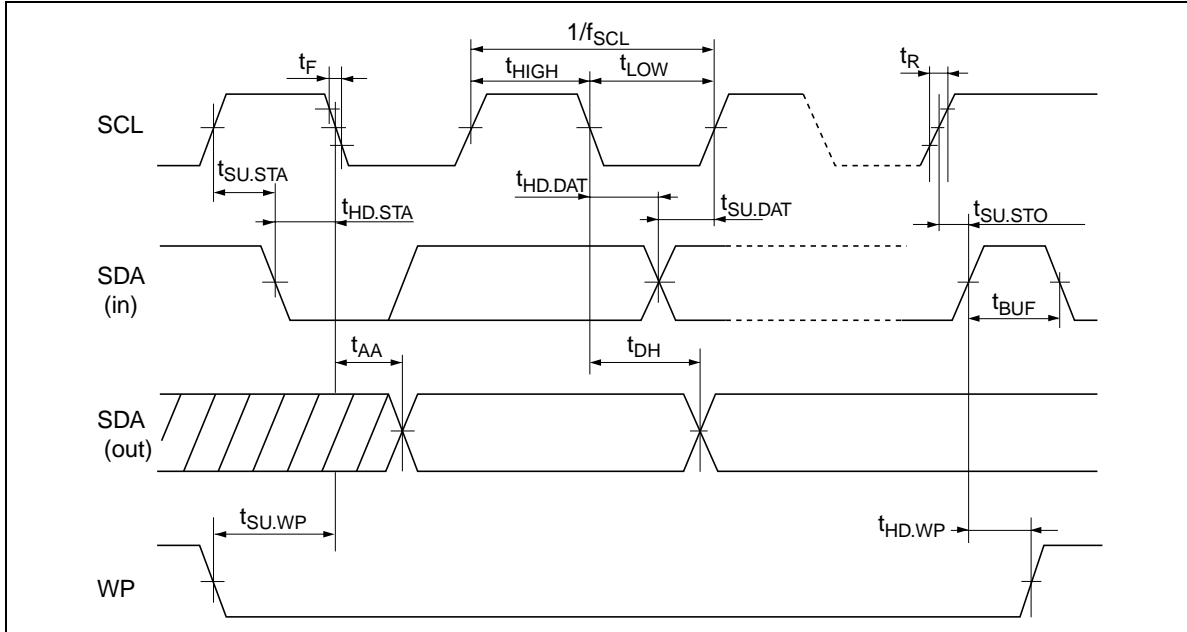 1/fSCL
tF
tHIGH
tLOW
tR
SCL
tSU.STA
tHD.STA
tHD.DAT
tSU.DAT
tSU.STO
SDA
(in)
tBUF
tAA
tDH
SDA
(out)
tSU.WP
tHD.WP
WP